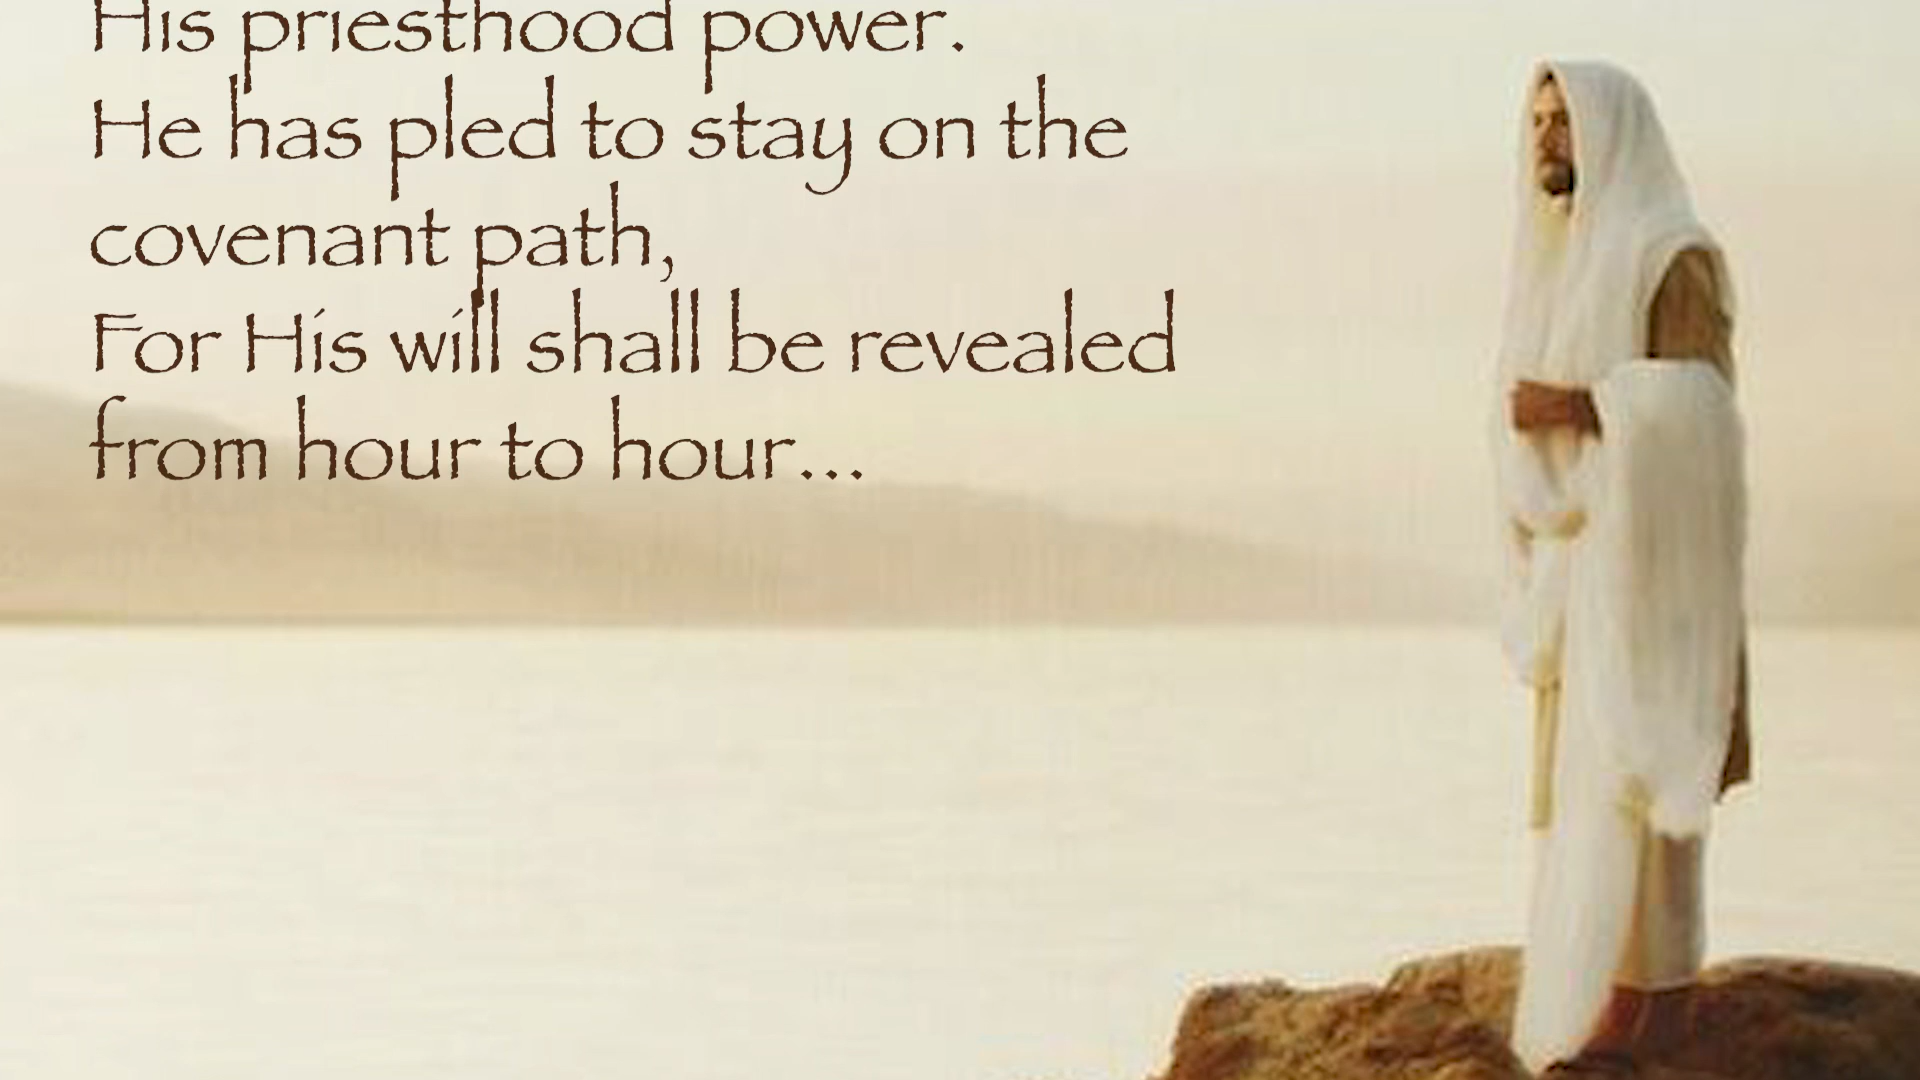 His priesthood power.
He has pled to stay on the
covenant path,
For His will shall be revealed
from hour to hour...